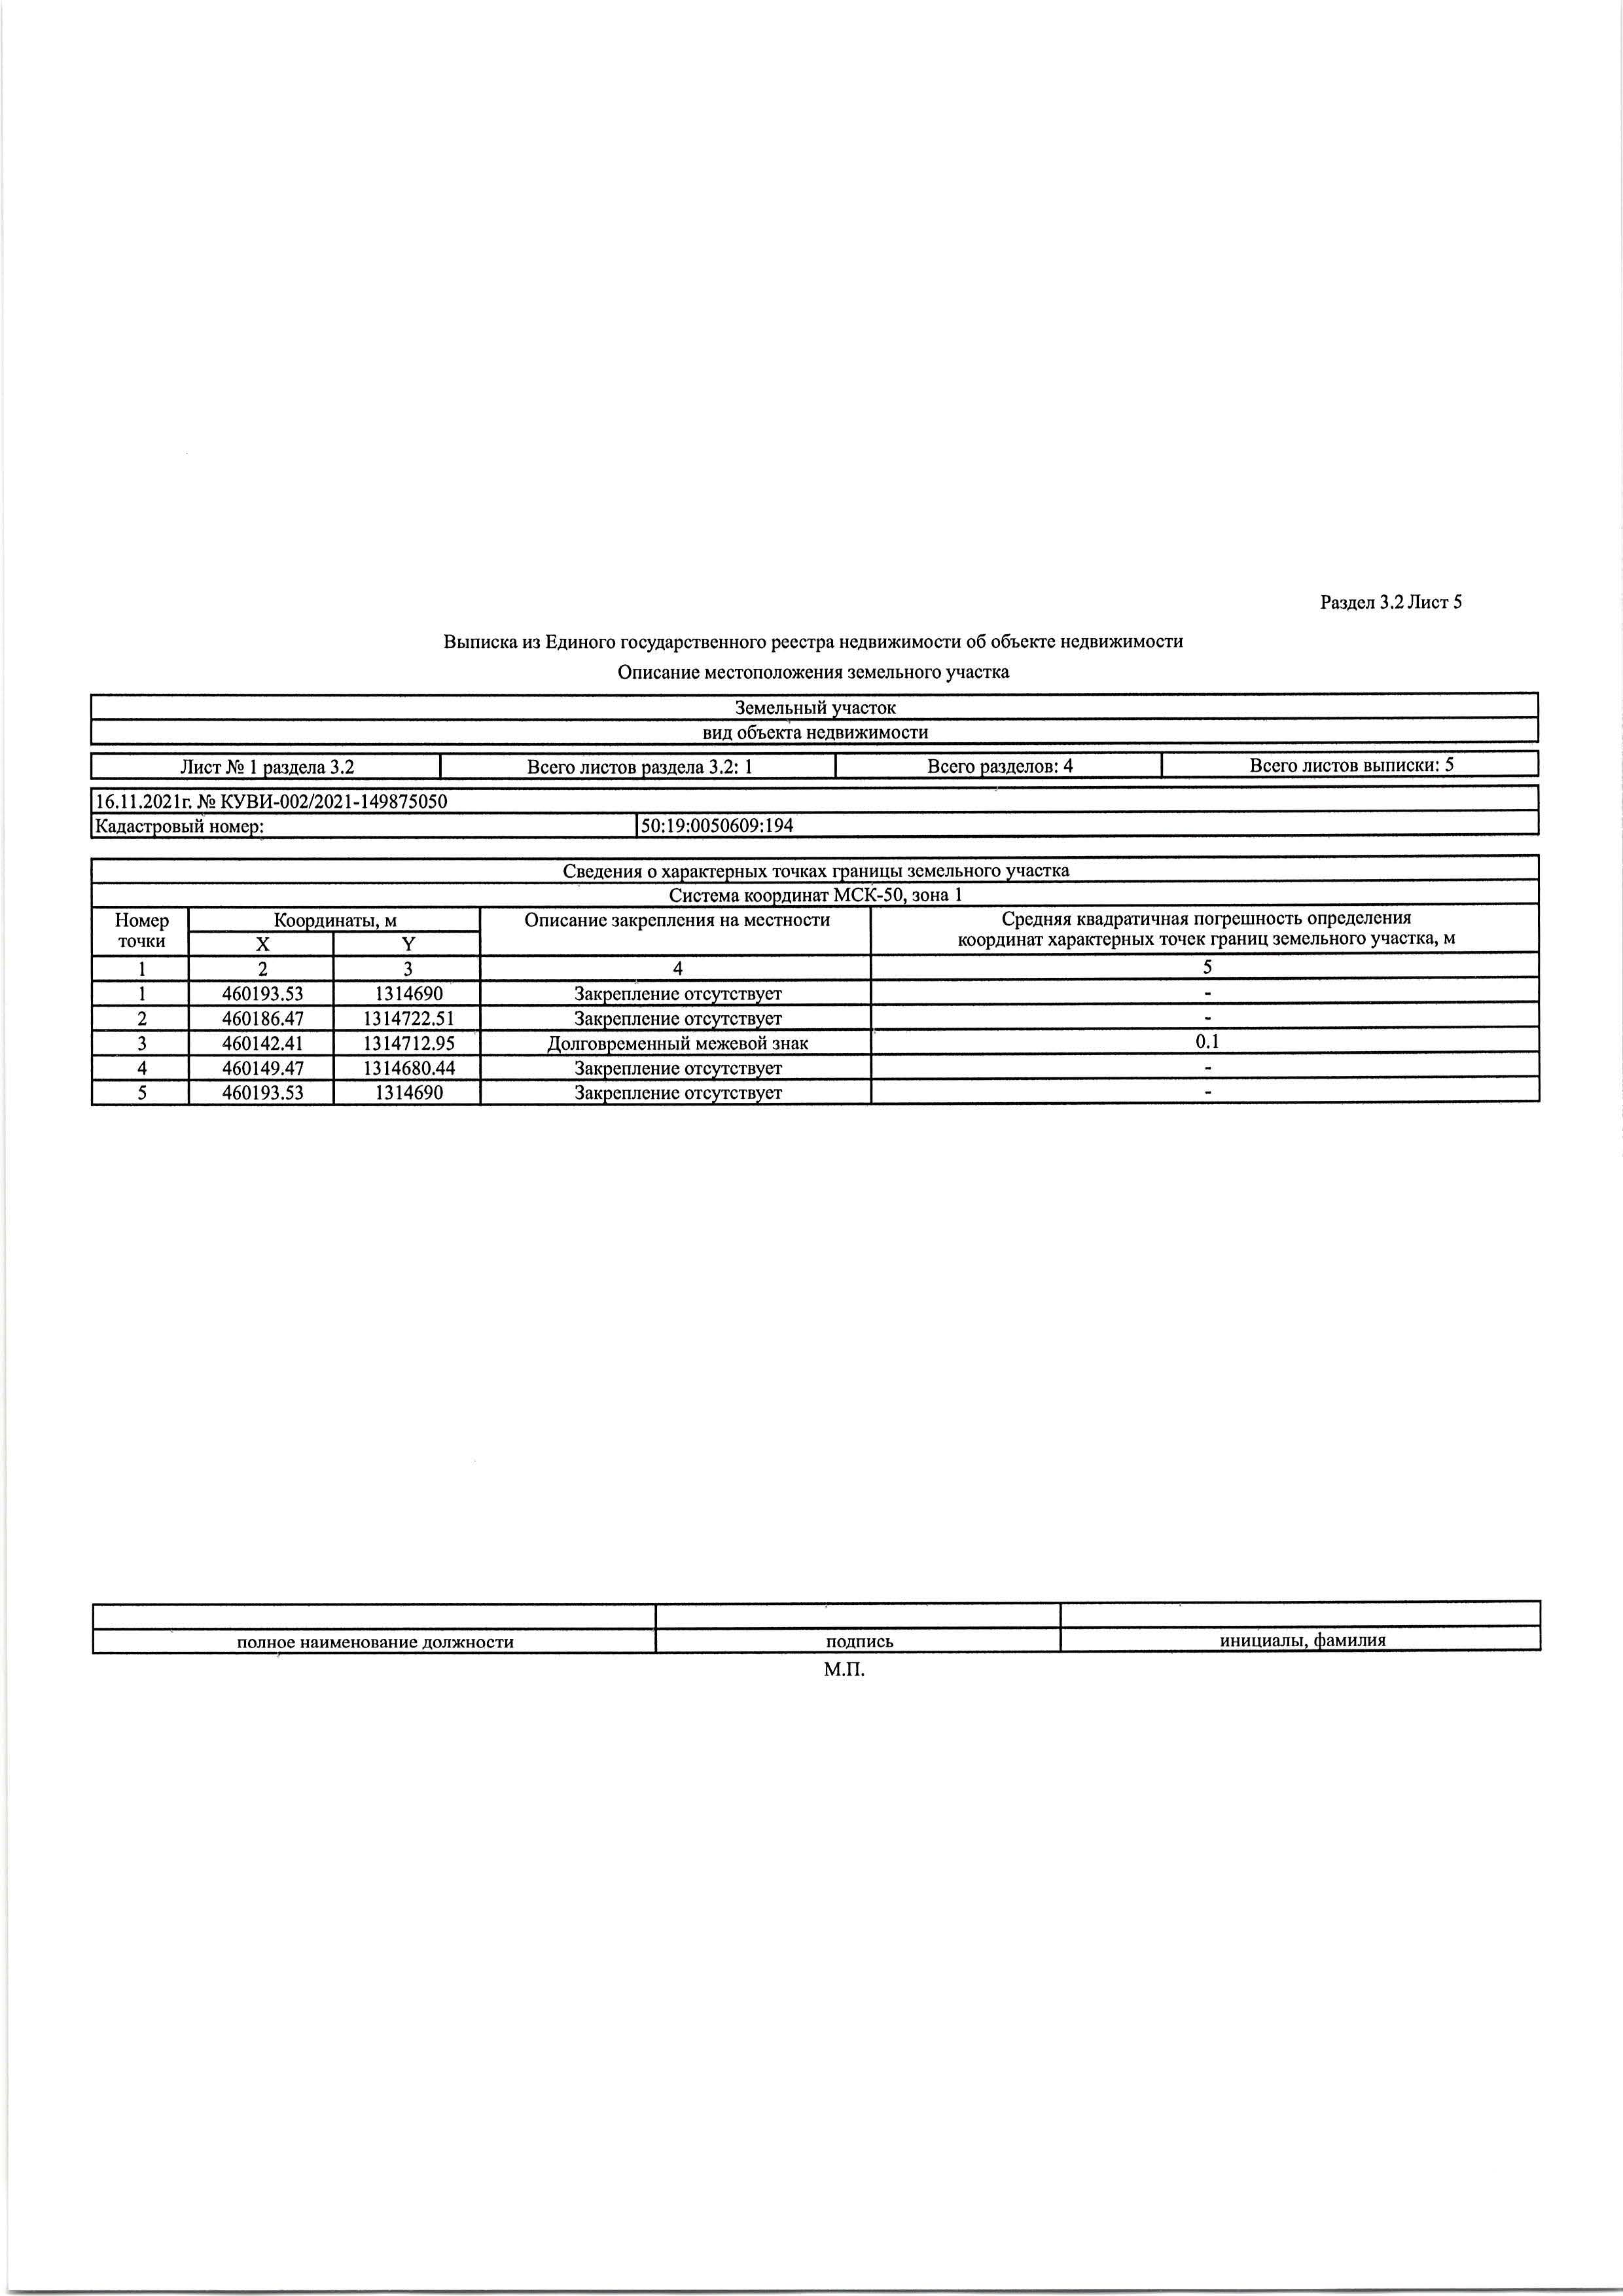 Раздел 3.2 Лист 5
Выписка из Единого государственного реестра недвижимости об объекте недвижимости
Описание местоположения земельного участка
Земельный участок
вид объекта недвижимости
Лист № 1 раздела 3.2 Всего листов раздела 3.2: 1 Всего разделов: 4 Всего листов выписки: 5
16.11.2021г. № КУВИ-002/2021-149875050
Кадастровый номер: 50:19:0050609:194
Сведения о характерных точках границы земельного участка
Система координат МСК-50, зона 1
Номер Координаты, м Описание закрепления на местности Средняя квадратичная погрешность определения
точки X Y координат характерных точек границ земельного участка, м
1 2 3 4 5
1 460193.53 1314690 Закрепление отсутствует -
2 460186.47 1314722.51 Закрепление отсутствует -
3 460142.41 1314712.95 Долговременный межевой знак 0.1
4 460149.47 1314680.44 Закрепление отсутствует -
5 460193.53 1314690 Закрепление отсутствует -
полное наименование должности подпись инициалы, фамилия
М.П.